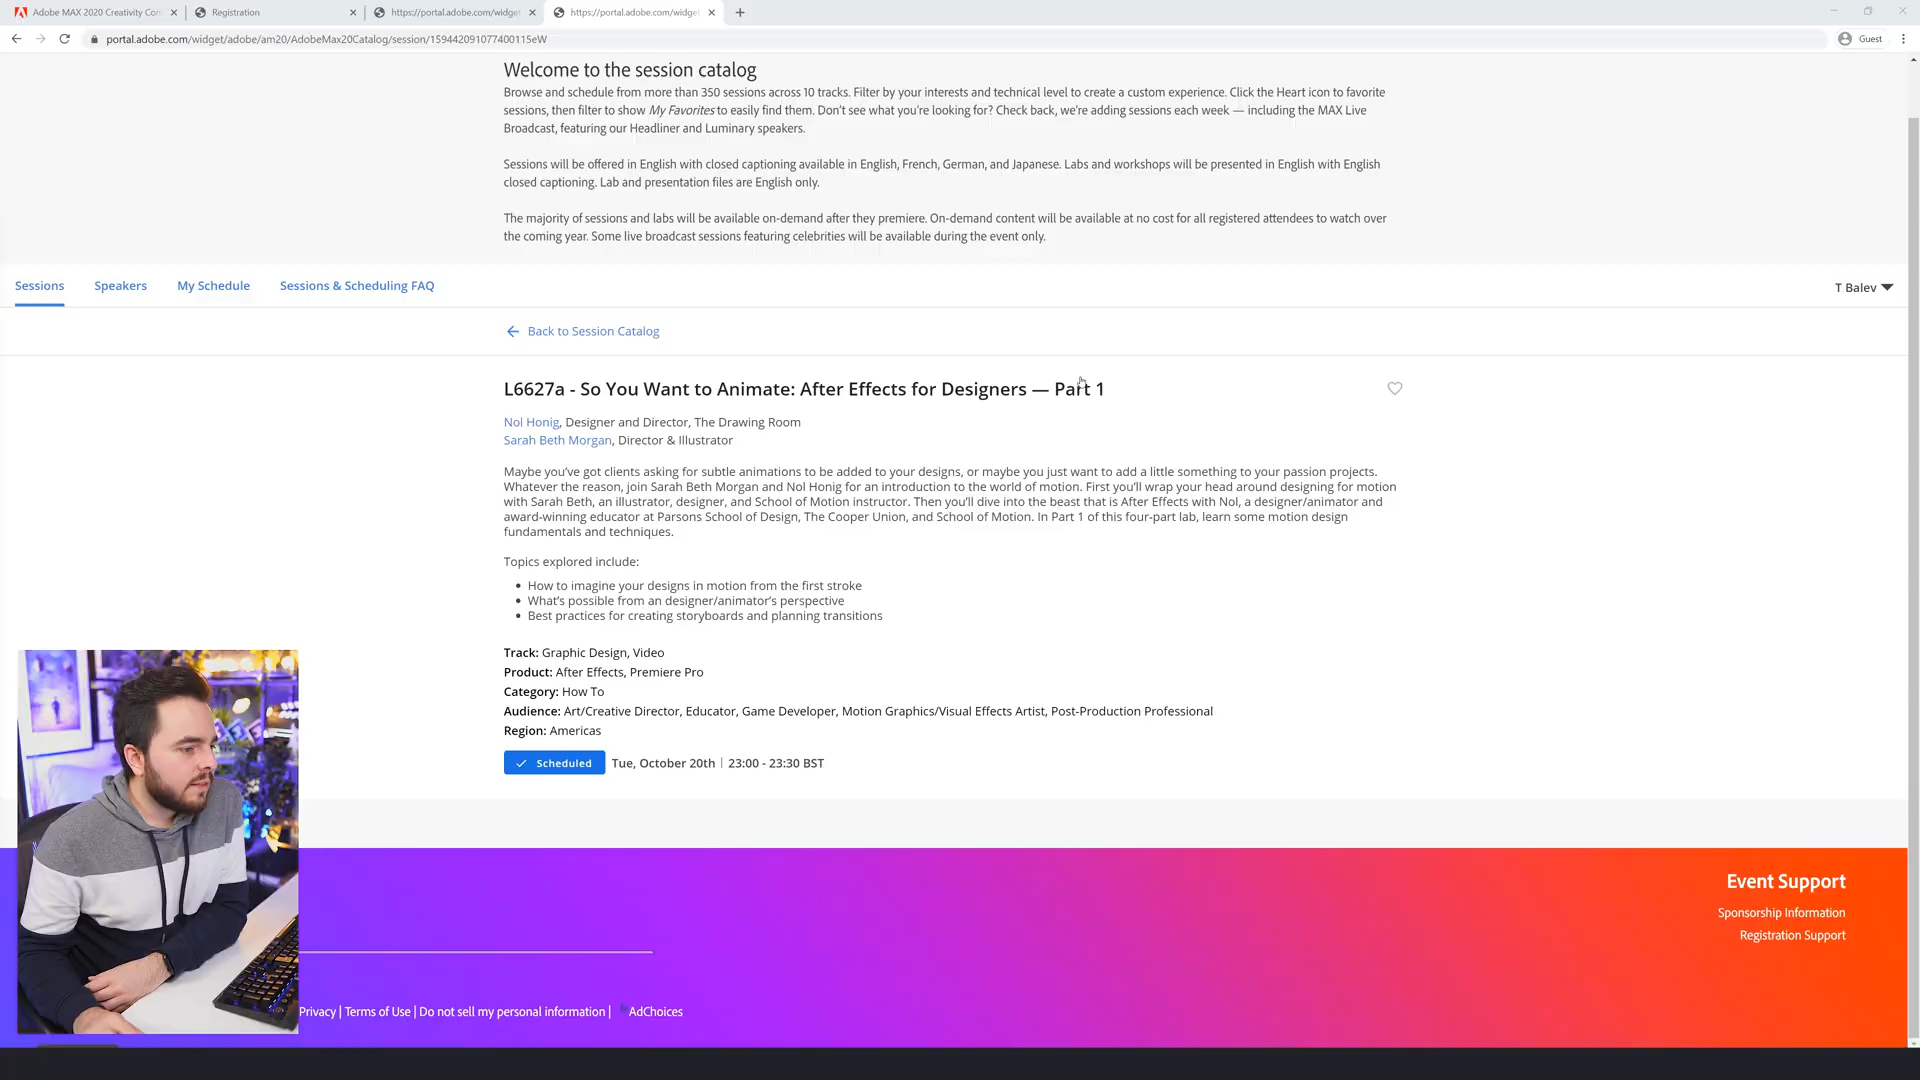 Adobe MAX 2020 Creativity Con
Registration
https://portal.adobe.com/widge
https://portal.adobe.com/widge
portal.adobe.com/widget/adobe/am20/AdobeMax20Catalog/session/159442091077400115eW
Guest
Welcome to the session catalog
Browse and schedule from more than 350 sessions across 10 tracks. Filter by your interests and technical level to create a custom experience. Click the Heart icon to favorite
sessions, then filter to show My Favorites to easily find them. Don't see what you're looking for? Check back, we're adding sessions each week — including the MAX Live
Broadcast, featuring our Headliner and Luminary speakers.
Sessions will be offered in English with closed captioning available in English, French, German, and Japanese. Labs and workshops will be presented in English with English
closed captioning. Lab and presentation files are English only.
The majority of sessions and labs will be available on-demand after they premiere. On-demand content will be available at no cost for all registered attendees to watch over
the coming year. Some live broadcast sessions featuring celebrities will be available during the event only.
Sessions
Speakers
My Schedule
Sessions & Scheduling FAQ
T Balev
Back to Session Catalog
L6627a - So You Want to Animate: After Effects for Designers — Part 1
Nol Honig, Designer and Director, The Drawing Room
Sarah Beth Morgan, Director & Illustrator
Maybe you've got clients asking for subtle animations to be added to your designs, or maybe you just want to add a little something to your passion projects.
Whatever the reason, join Sarah Beth Morgan and Nol Honig for an introduction to the world of motion. First you'll wrap your head around designing for motion
with Sarah Beth, an illustrator, designer, and School of Motion instructor. Then you'll dive into the beast that is After Effects with Nol, a designer/animator and
award-winning educator at Parsons School of Design, The Cooper Union, and School of Motion. In Part 1 of this four-part lab, learn some motion design
fundamentals and techniques.
Topics explored include:
• How to imagine your designs in motion from the first stroke
• What's possible from an designer/animator's perspective
• Best practices for creating storyboards and planning transitions
Track: Graphic Design, Video
Product: After Effects, Premiere Pro
Category: How To
Audience: Art/Creative Director, Educator, Game Developer, Motion Graphics/Visual Effects Artist, Post-Production Professional
Region: Americas
Scheduled
Tue, October 20th | 23:00 - 23:30 BST
Event Support
Sponsorship Information
Registration Support
Privacy | Terms of Use | Do not sell my personal information | AdChoices